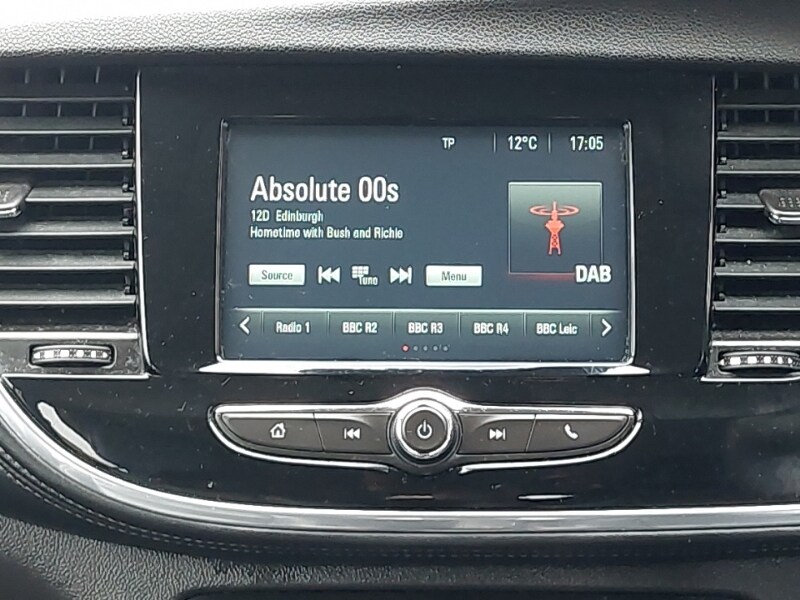 TP 12°C 17:05
Absolute 00s
12D Edinburgh
Hometime with Bush and Richie
DAB
Source Tune Menu
Radio 1 BBC R2 BBC R3 BBC R4 BBC Leic